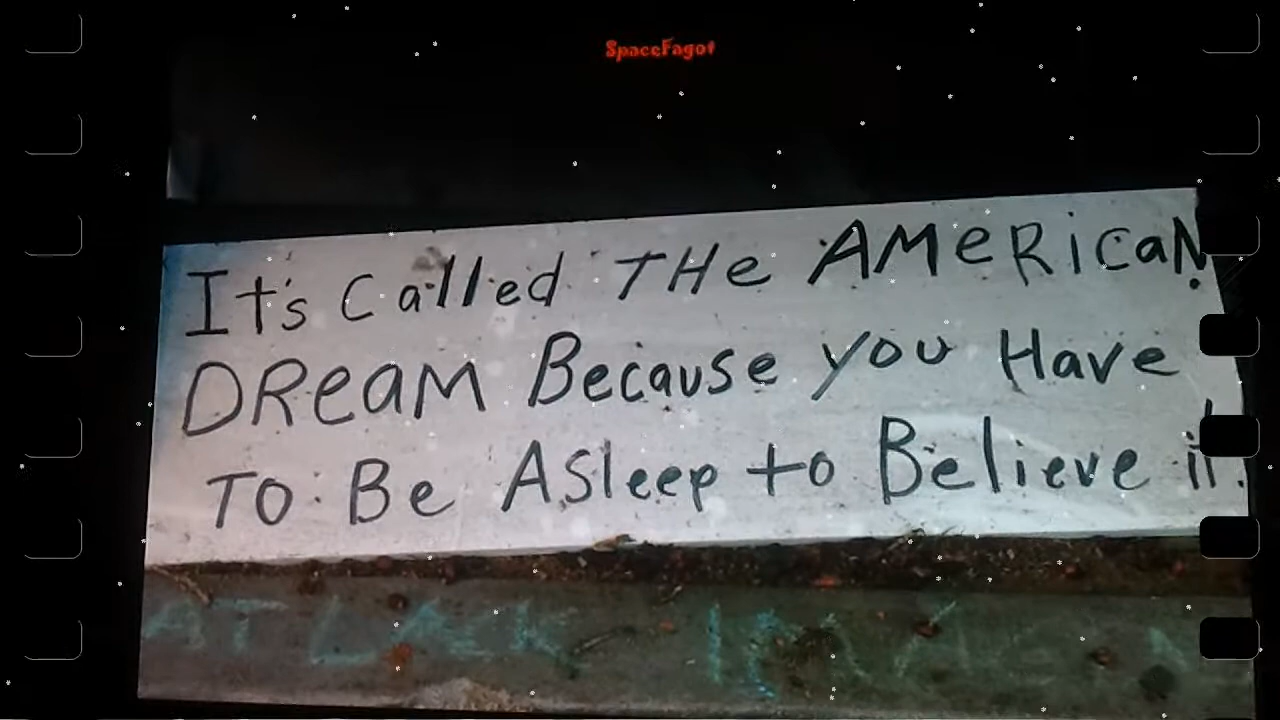 SpaceFagot
It's Called THe AMeRicaN
DReaM Because you Have
TO Be ASleep to Believe it.